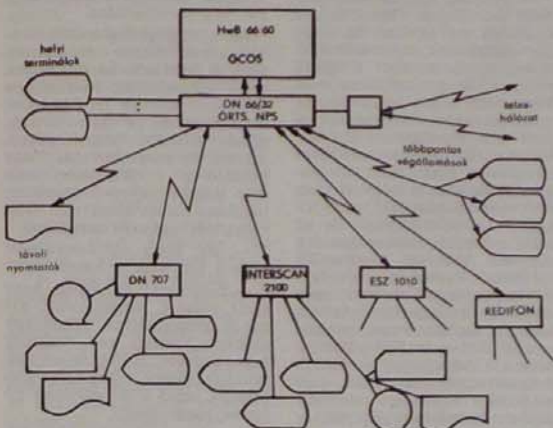 HwB 66.60
GCOS
helyi
terminálok
DN 66/32
ÖRTS. NPS
telex-
hálózat
többpontos
végállomások
távoli
nyomtatók
DN 707
INTERSCAN
2100
ESZ 1010
REDIFON